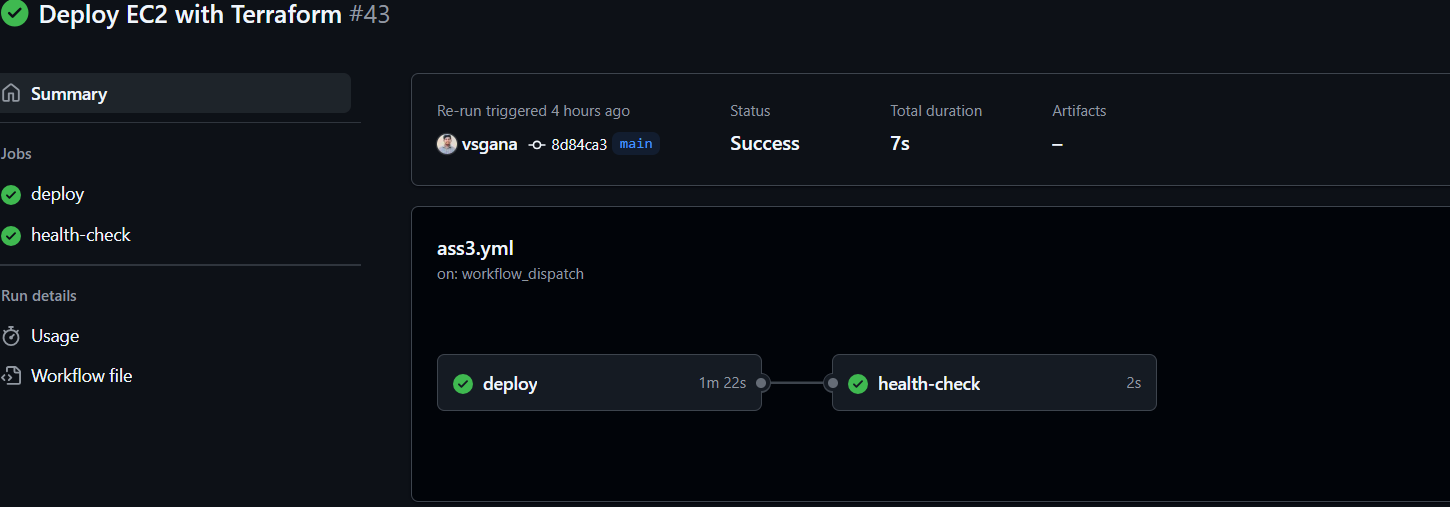 Deploy EC2 with Terraform #43
Summary
Jobs
deploy
health-check
Run details
Usage
Workflow file
Re-run triggered 4 hours ago
vsgana 8d84ca3 main
Status
Success
Total duration
7s
Artifacts
–
ass3.yml
on: workflow_dispatch
deploy 1m 22s
health-check 2s